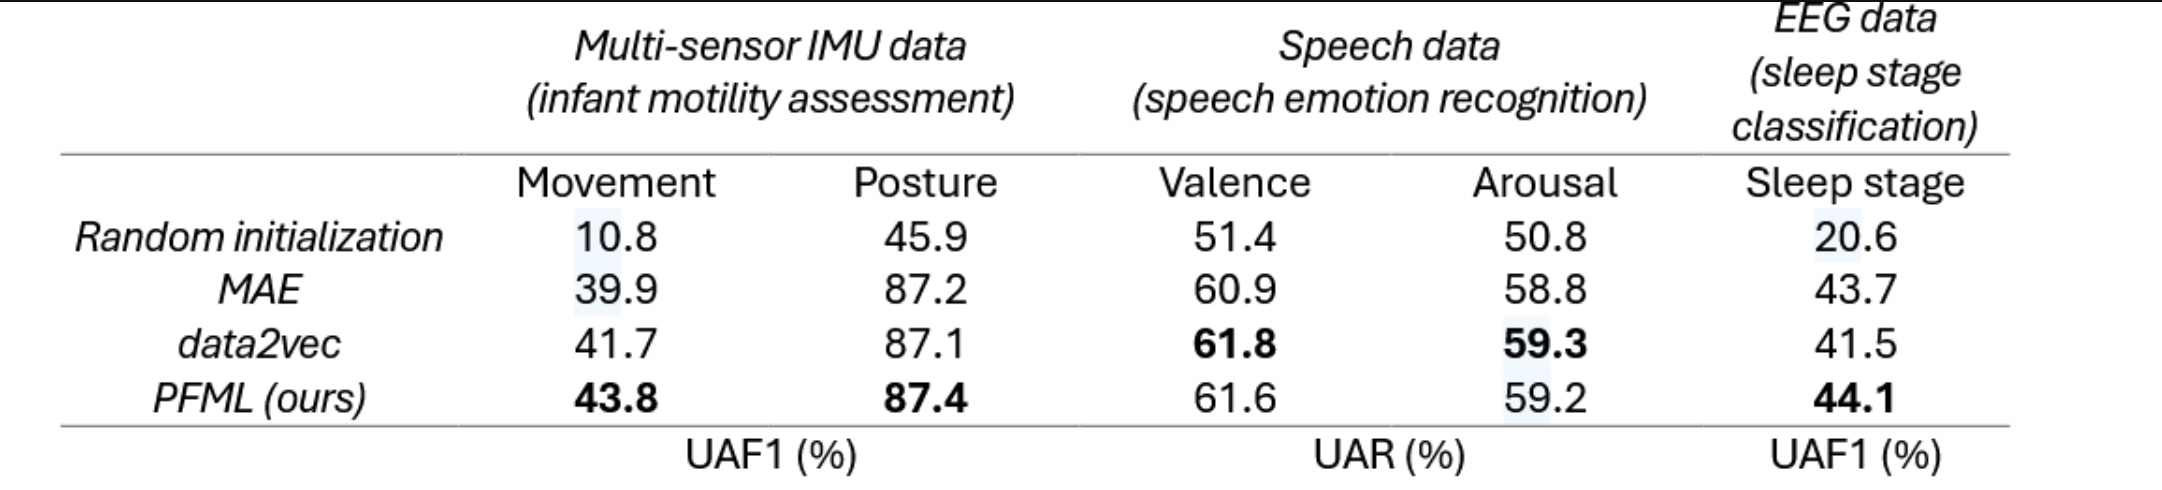 Multi-sensor IMU data
(infant motility assessment)
Speech data
(speech emotion recognition)
EEG data
(sleep stage
classification)
Movement Posture Valence Arousal Sleep stage
Random initialization 10.8 45.9 51.4 50.8 20.6
MAE 39.9 87.2 60.9 58.8 43.7
data2vec 41.7 87.1 61.8 59.3 41.5
PFML (ours) 43.8 87.4 61.6 59.2 44.1
UAF1 (%) UAR (%) UAF1 (%)